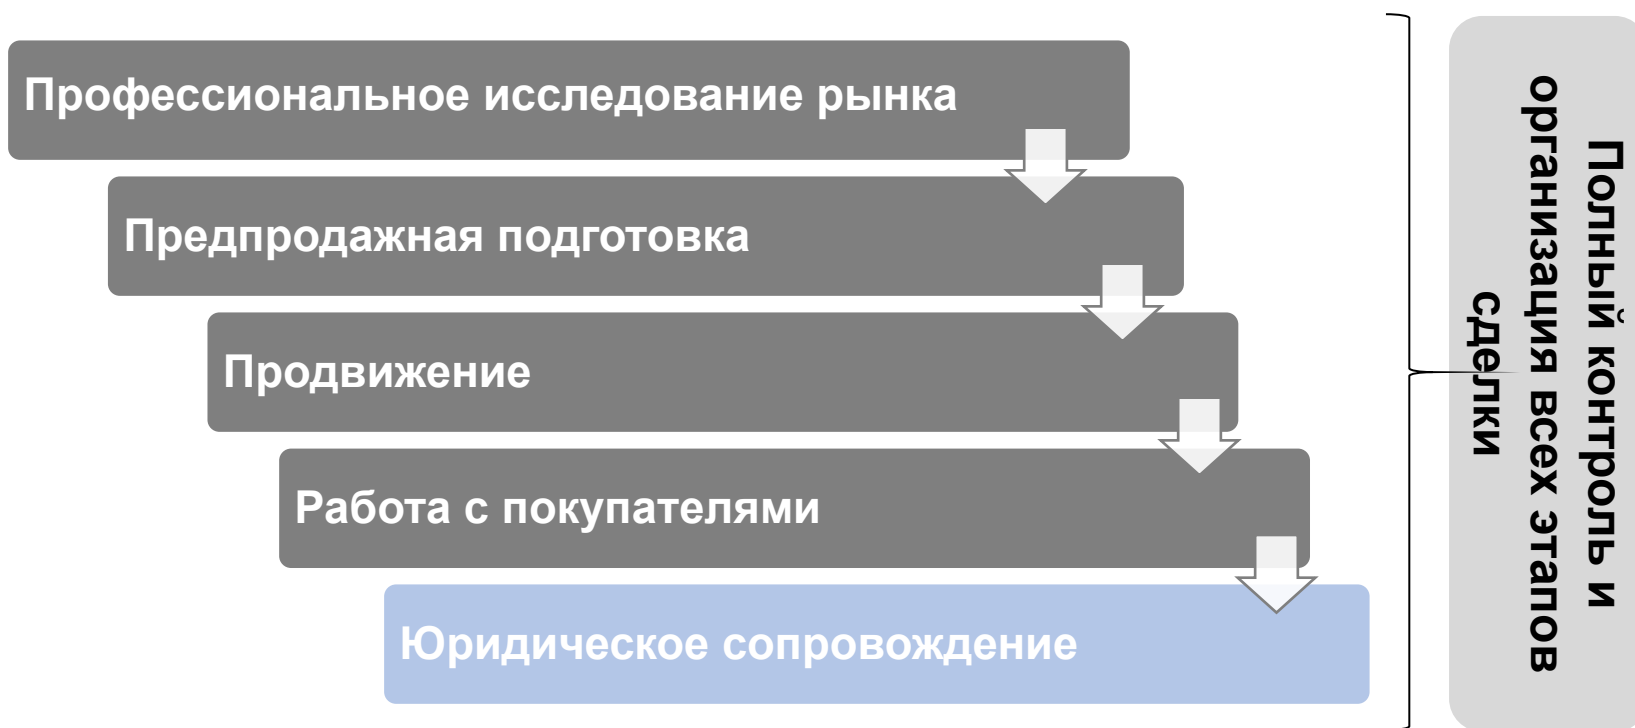 Профессиональное исследование рынка
Предпродажная подготовка
Продвижение
Работа с покупателями
Юридическое сопровождение
Полный контроль и
организация всех этапов
сделки